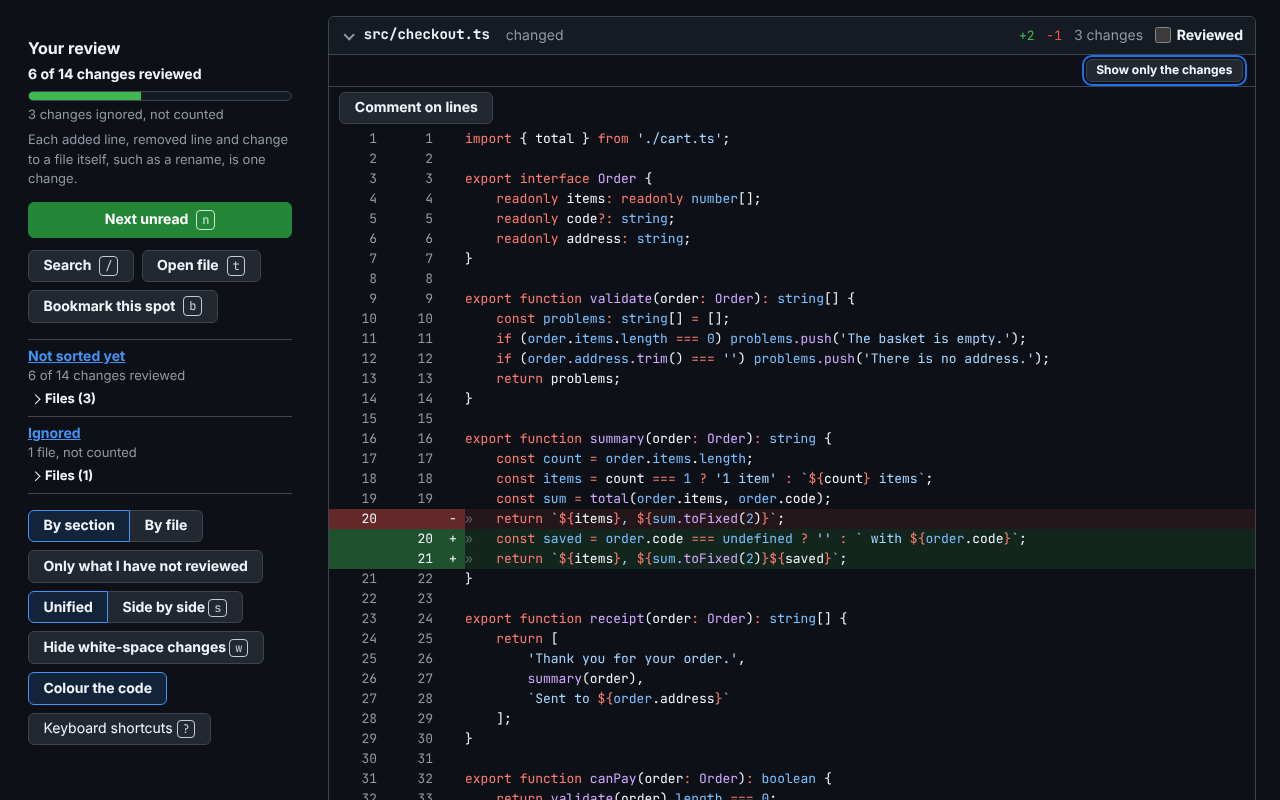 Your review
6 of 14 changes reviewed
3 changes ignored, not counted
Each added line, removed line and change
to a file itself, such as a rename, is one
change.
Next unread n
Search /
Open file t
Bookmark this spot b
Not sorted yet
6 of 14 changes reviewed
Files (3)
Ignored
1 file, not counted
Files (1)
By section
By file
Only what I have not reviewed
Unified
Side by side s
Hide white-space changes w
Colour the code
Keyboard shortcuts ?
src/checkout.ts changed +2 -1 3 changes Reviewed
Show only the changes
Comment on lines
1 1 import { total } from './cart.ts';
2 2
3 3 export interface Order {
4 4     readonly items: readonly number[];
5 5     readonly code?: string;
6 6     readonly address: string;
7 7 }
8 8
9 9 export function validate(order: Order): string[] {
10 10     const problems: string[] = [];
11 11     if (order.items.length === 0) problems.push('The basket is empty.');
12 12     if (order.address.trim() === '') problems.push('There is no address.');
13 13     return problems;
14 14 }
15 15
16 16 export function summary(order: Order): string {
17 17     const count = order.items.length;
18 18     const items = count === 1 ? '1 item' : `${count} items`;
19 19     const sum = total(order.items, order.code);
20 - »   return `${items}, ${sum.toFixed(2)}`;
20 + »   const saved = order.code === undefined ? '' : ` with ${order.code}`;
21 + »   return `${items}, ${sum.toFixed(2)}${saved}`;
21 22 }
22 23
23 24 export function receipt(order: Order): string[] {
24 25     return [
25 26         'Thank you for your order.',
26 27         summary(order),
27 28         `Sent to ${order.address}`
28 29     ];
29 30 }
30 31
31 32 export function canPay(order: Order): boolean {
32 33     return validate(order).length === 0;